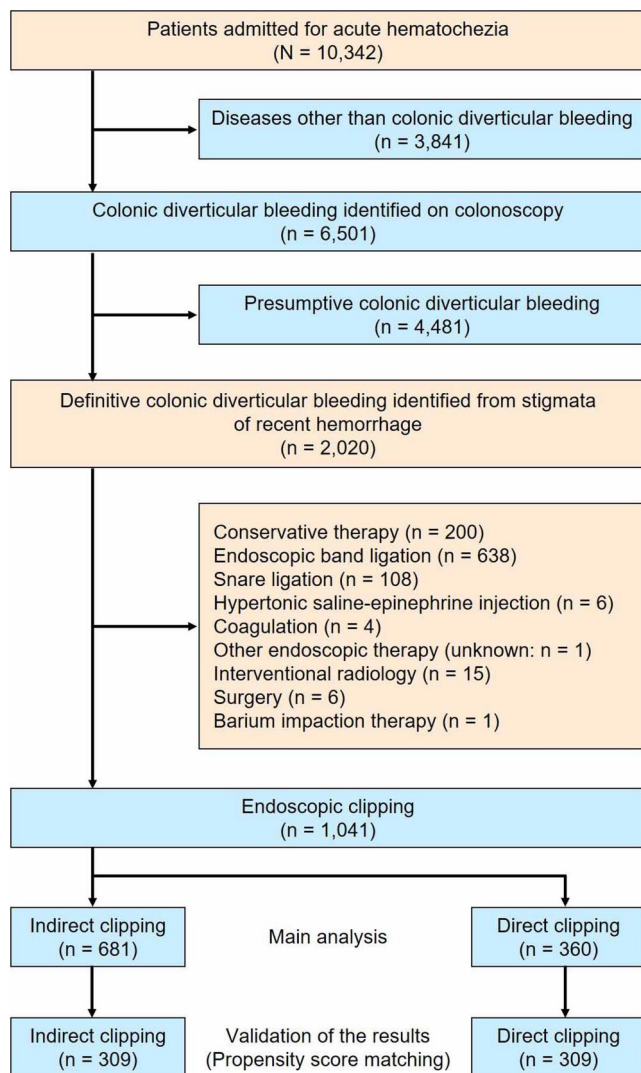 Patients admitted for acute hematochezia
(N = 10,342)
Diseases other than colonic diverticular bleeding
(n = 3,841)
Colonic diverticular bleeding identified on colonoscopy
(n = 6,501)
Presumptive colonic diverticular bleeding
(n = 4,481)
Definitive colonic diverticular bleeding identified from stigmata
of recent hemorrhage
(n = 2,020)
Conservative therapy (n = 200)
Endoscopic band ligation (n = 638)
Snare ligation (n = 108)
Hypertonic saline-epinephrine injection (n = 6)
Coagulation (n = 4)
Other endoscopic therapy (unknown: n = 1)
Interventional radiology (n = 15)
Surgery (n = 6)
Barium impaction therapy (n = 1)
Endoscopic clipping
(n = 1,041)
Indirect clipping
(n = 681)
Main analysis
Direct clipping
(n = 360)
Indirect clipping
(n = 309)
Validation of the results
(Propensity score matching)
Direct clipping
(n = 309)